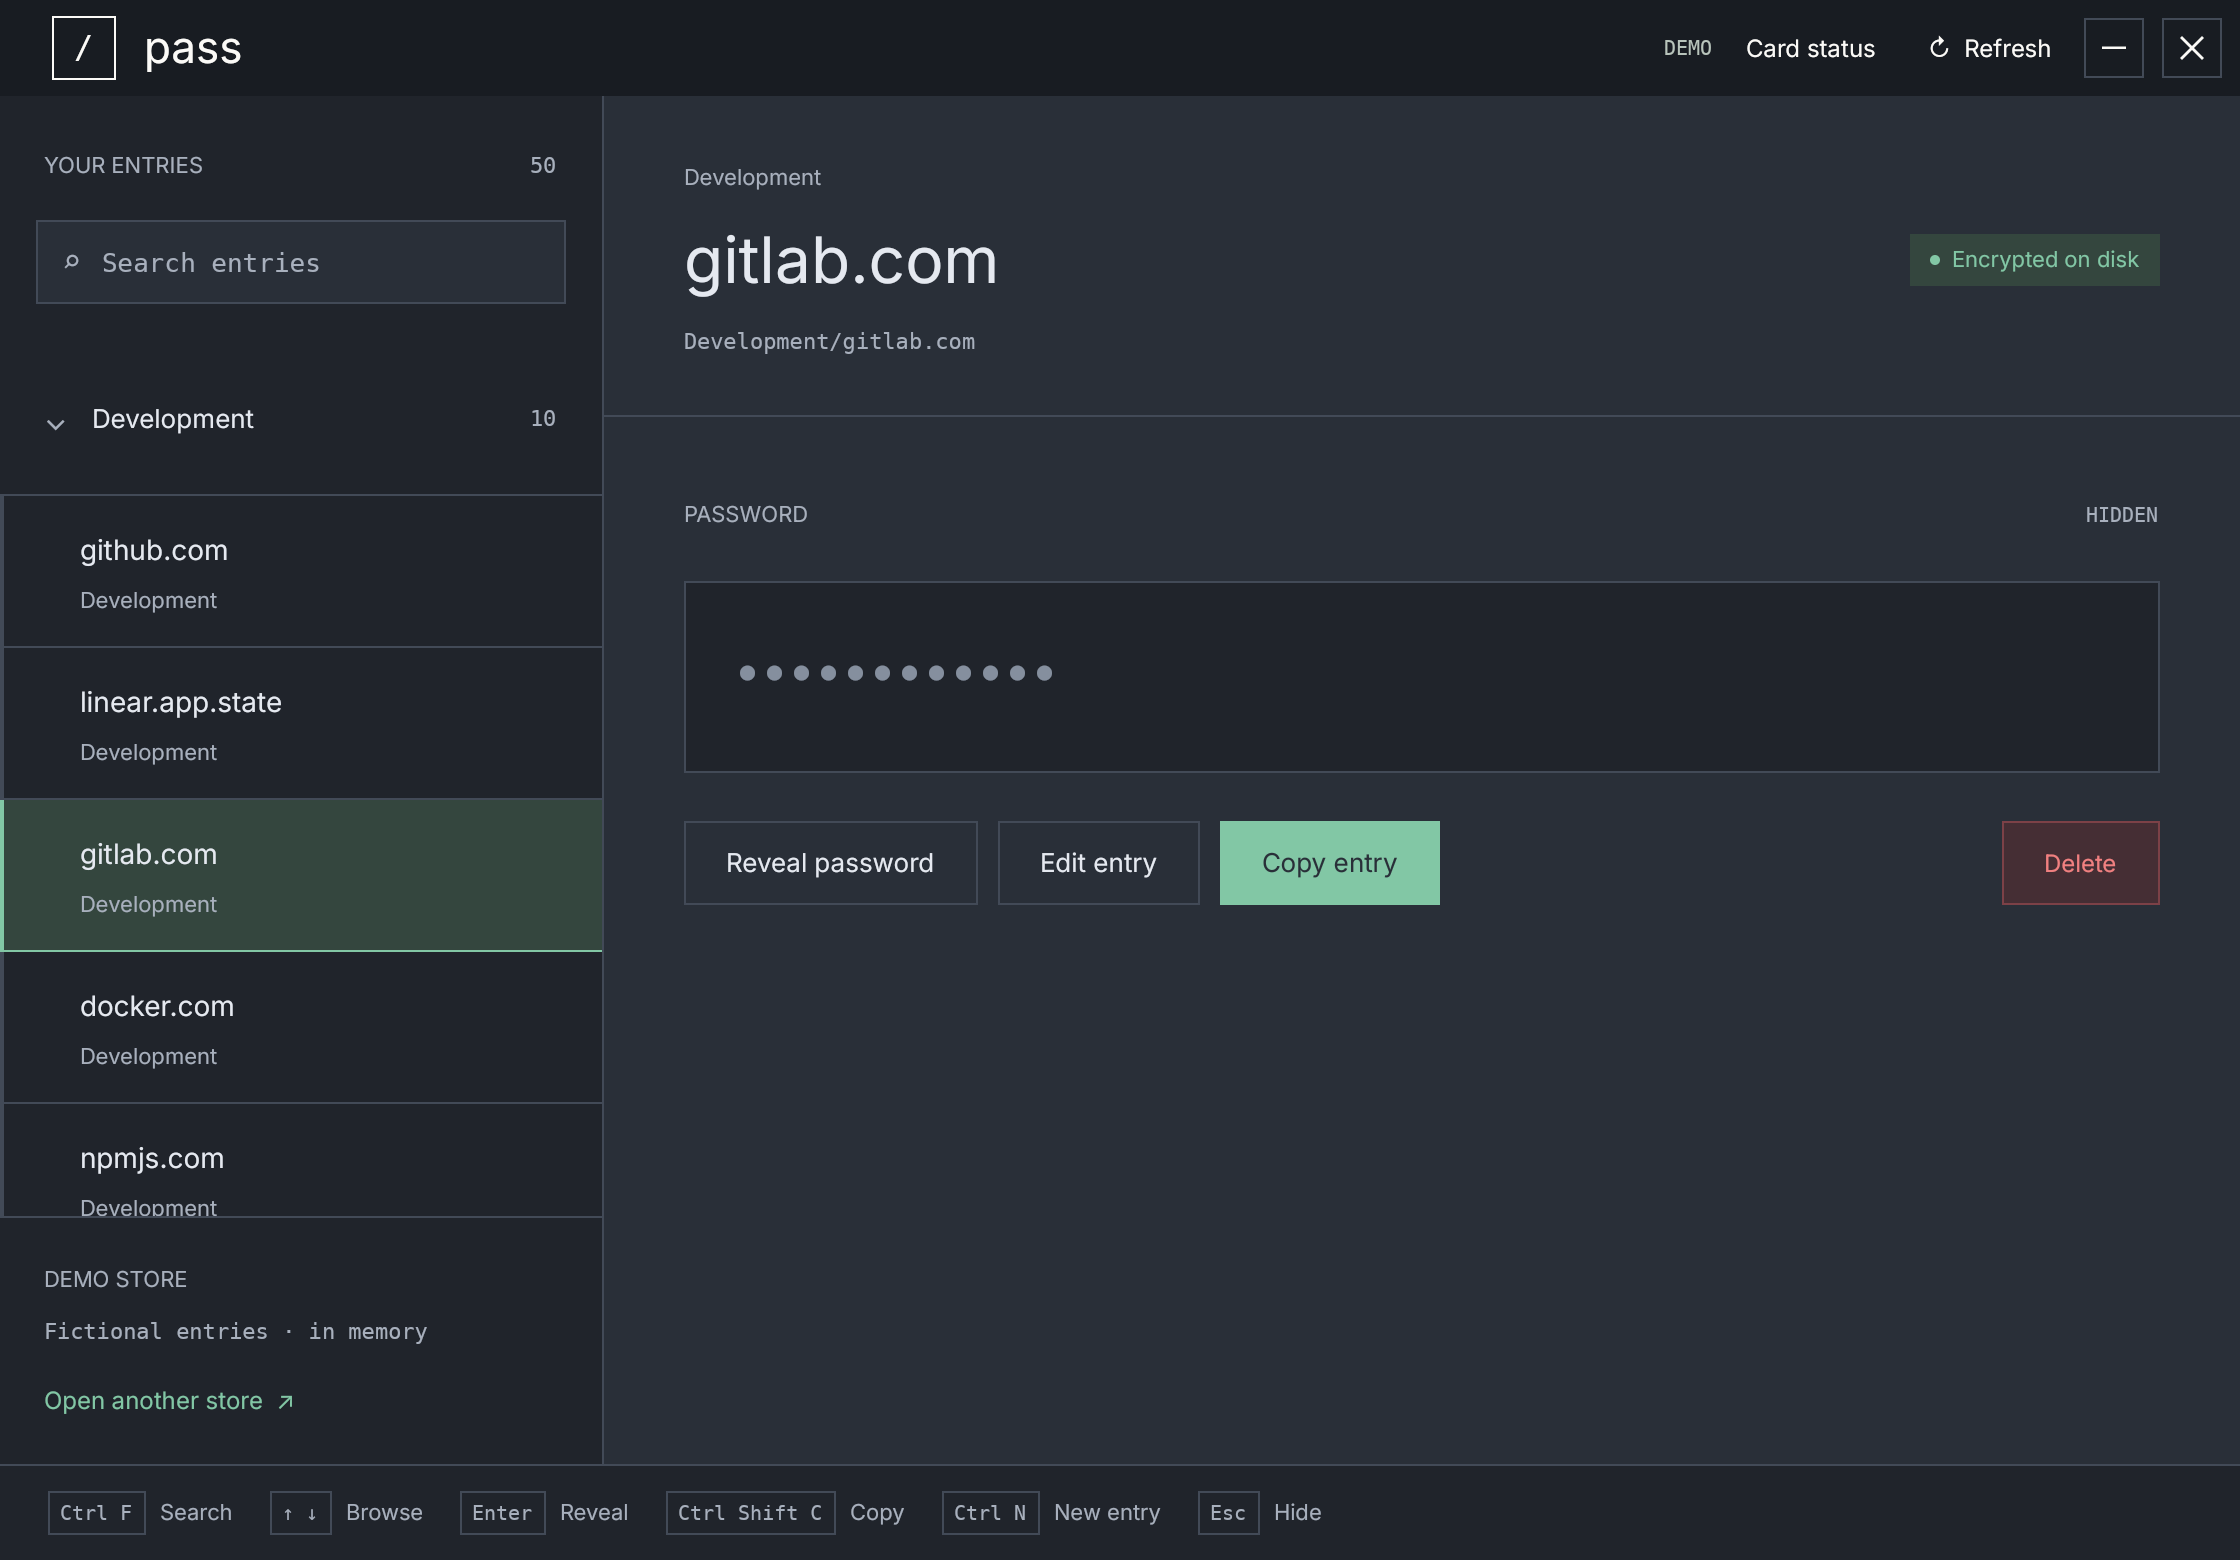 / pass
DEMO Card status Refresh
YOUR ENTRIES 50
Search entries
Development 10
github.com
Development
linear.app.state
Development
gitlab.com
Development
docker.com
Development
npmjs.com
Development
DEMO STORE
Fictional entries · in memory
Open another store ↗
Development
gitlab.com
Encrypted on disk
Development/gitlab.com
PASSWORD HIDDEN
Reveal password Edit entry Copy entry Delete
Ctrl F Search ↑ ↓ Browse Enter Reveal Ctrl Shift C Copy Ctrl N New entry Esc Hide